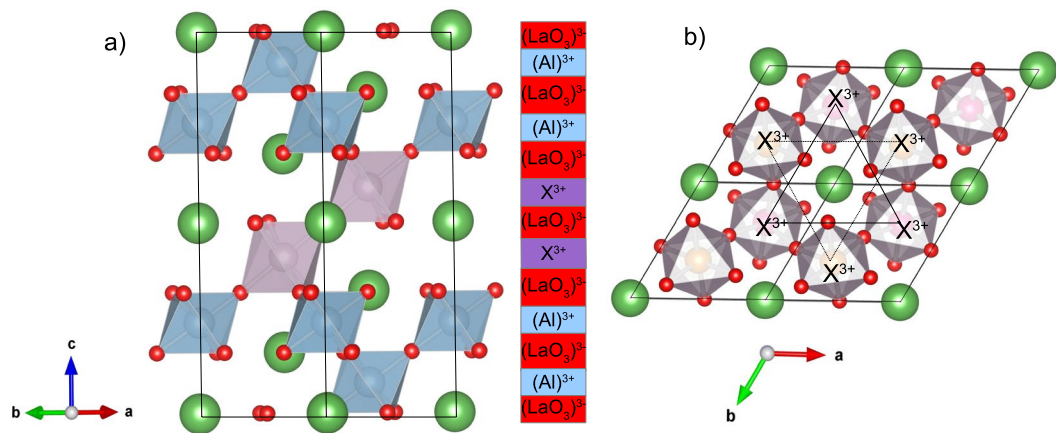 a)
(LaO₃)³⁻
(Al)³⁺
(LaO₃)³⁻
(Al)³⁺
(LaO₃)³⁻
X³⁺
(LaO₃)³⁻
X³⁺
(LaO₃)³⁻
(Al)³⁺
(LaO₃)³⁻
(Al)³⁺
(LaO₃)³⁻
c
b
a
b)
X³⁺
X³⁺
X³⁺
X³⁺
X³⁺
X³⁺
a
b